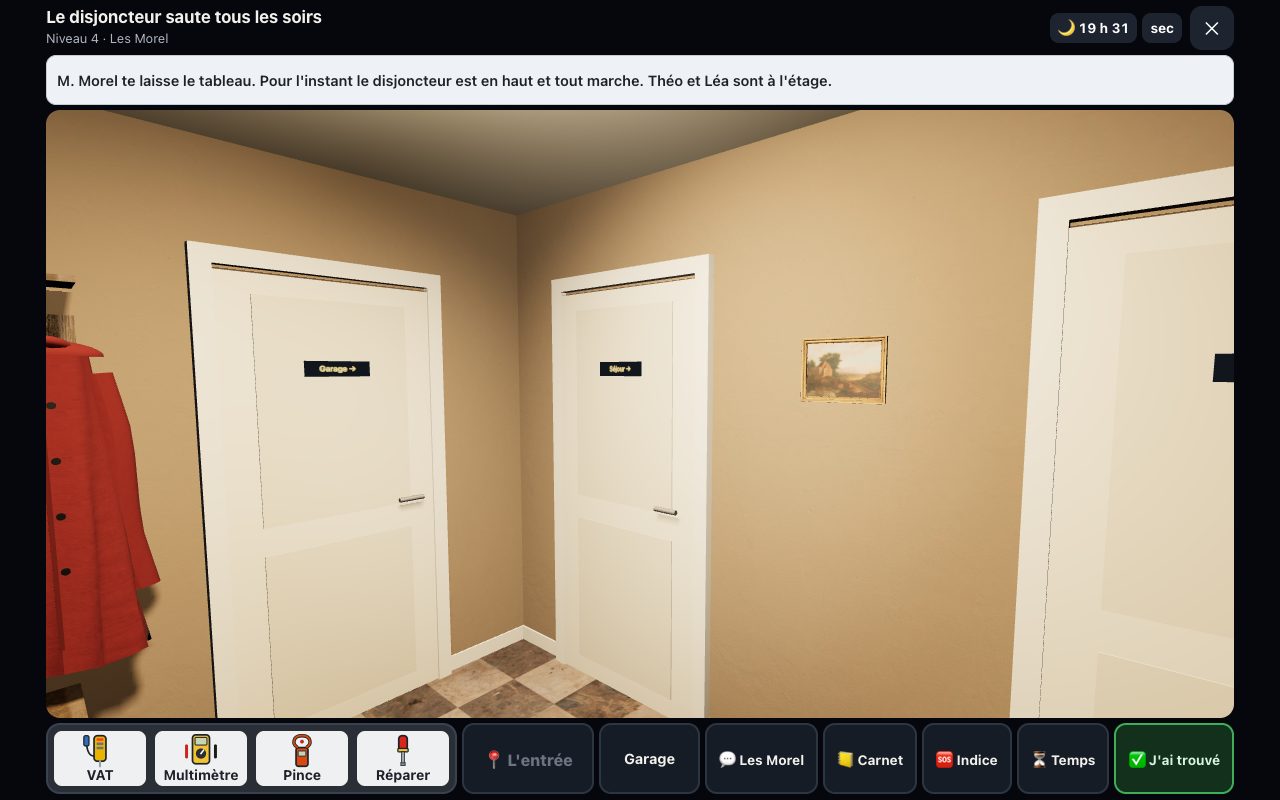 Le disjoncteur saute tous les soirs
Niveau 4 · Les Morel
19 h 31
sec
M. Morel te laisse le tableau. Pour l'instant le disjoncteur est en haut et tout marche. Théo et Léa sont à l'étage.
Garage →
Séjour →
VAT
Multimètre
Pince
Réparer
L'entrée
Garage
Les Morel
Carnet
SOS
Indice
Temps
J'ai trouvé